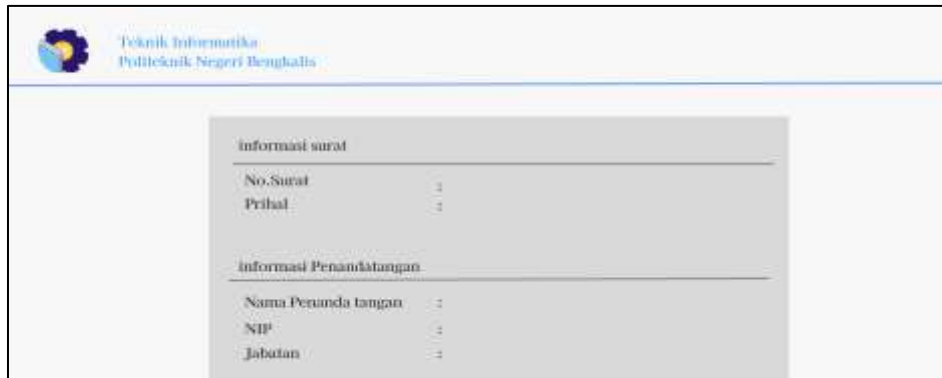 Teknik Informatika
Politeknik Negeri Bengkalis
informasi surat
No.Surat :
Prihal :
informasi Penandatangan
Nama Penanda tangan :
NIP :
Jabatan :